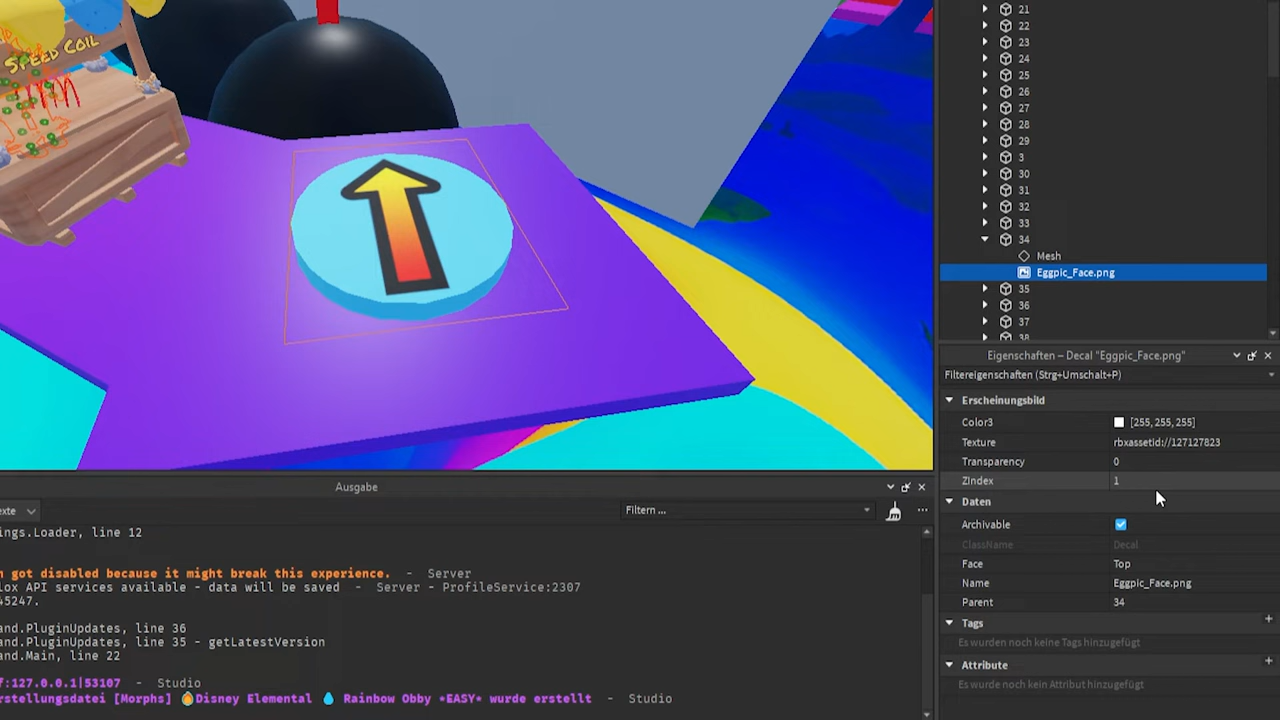 SPEED COIL
21
22
23
24
25
26
27
28
29
3
30
31
32
33
34
Mesh
Eggpic_Face.png
35
36
37
38
Eigenschaften – Decal "Eggpic_Face.png"
Filtereigenschaften (Strg+Umschalt+P)
Erscheinungsbild
Color3 [255, 255, 255]
Texture rbxassetid://127127823
Transparency 0
ZIndex 1
Daten
Archivable
ClassName Decal
Face Top
Name Eggpic_Face.png
Parent 34
Tags
Es wurden noch keine Tags hinzugefügt
Attribute
Es wurde noch kein Attribut hinzugefügt
Ausgabe
exte
Filtern ...
ings.Loader, line 12
n got disabled because it might break this experience. - Server
lox API services available - data will be saved - Server - ProfileService:2307
45247.
and.PluginUpdates, line 36
and.PluginUpdates, line 35 - getLatestVersion
and.Main, line 22
f:127.0.0.1|53107 - Studio
rstellungsdatei [Morphs] 🔥Disney Elemental 💧 Rainbow Obby *EASY* wurde erstellt - Studio